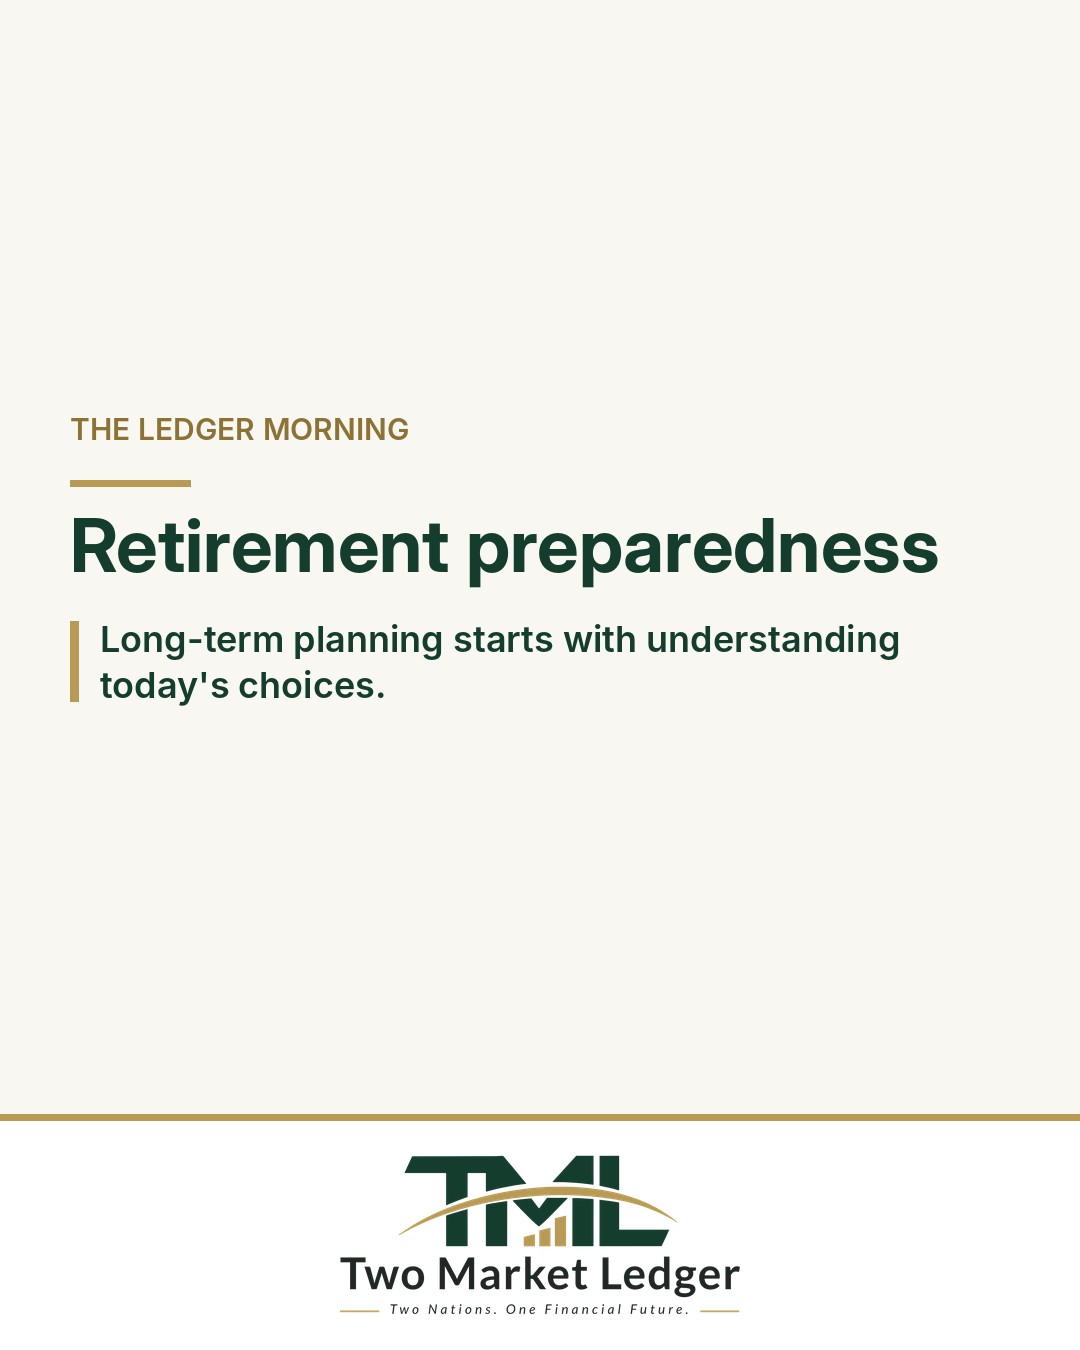 THE LEDGER MORNING
Retirement preparedness
Long-term planning starts with understanding
today's choices.
TML
Two Market Ledger
Two Nations. One Financial Future.